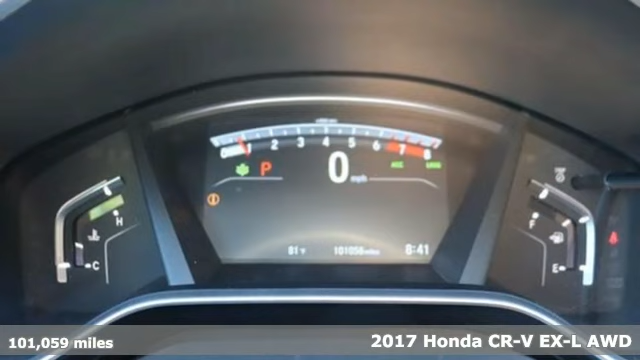 0 1 2 3 4 5 6 7 8
P 0 mph
H F
C E
81°F 101058 miles 8:41
101,059 miles 2017 Honda CR-V EX-L AWD